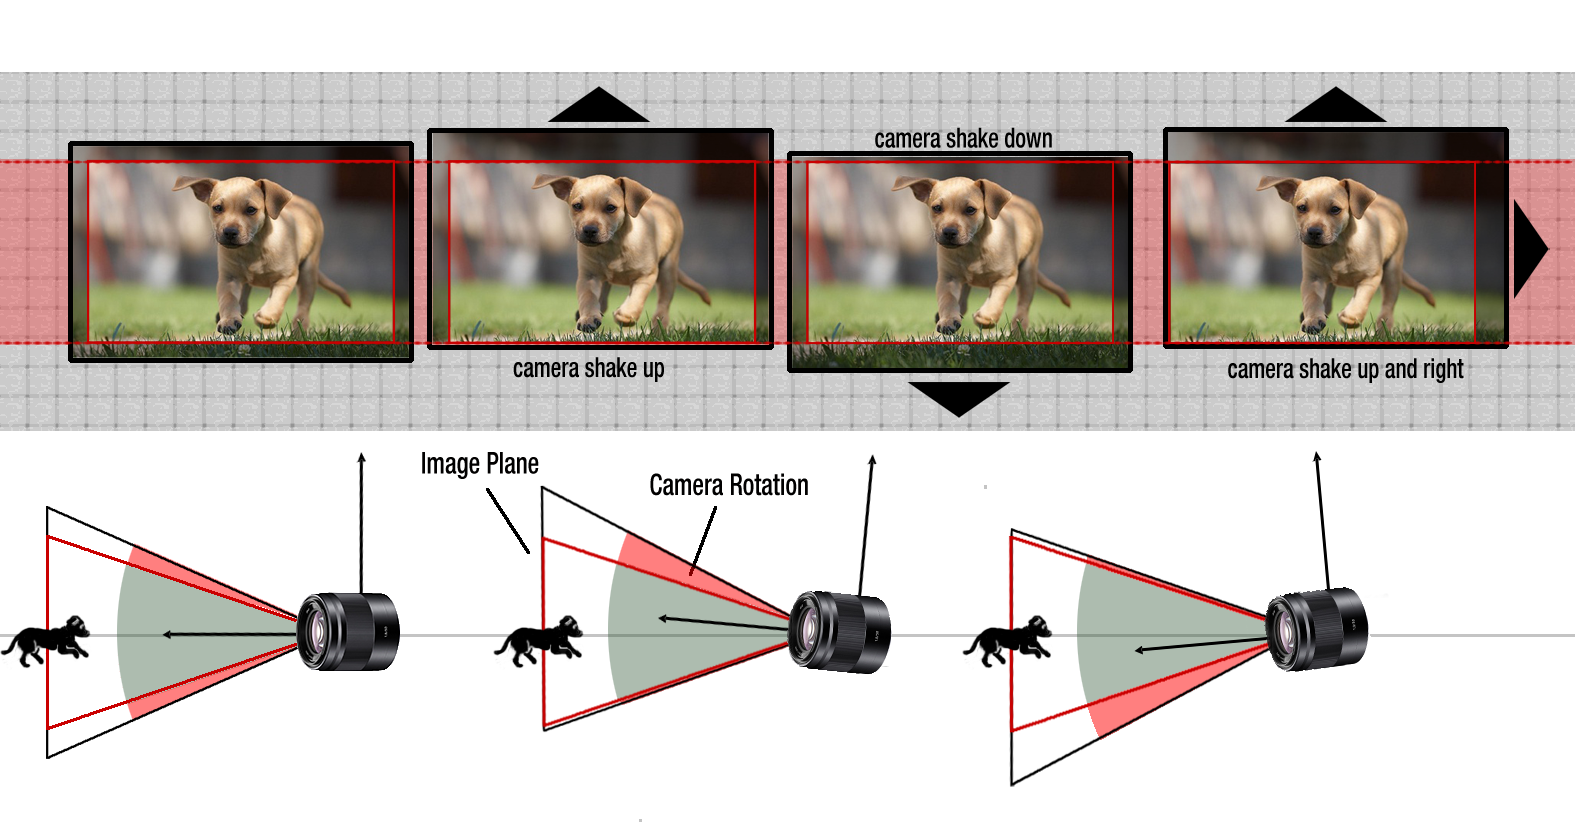 camera shake down
camera shake up
camera shake up and right
Image Plane
Camera Rotation